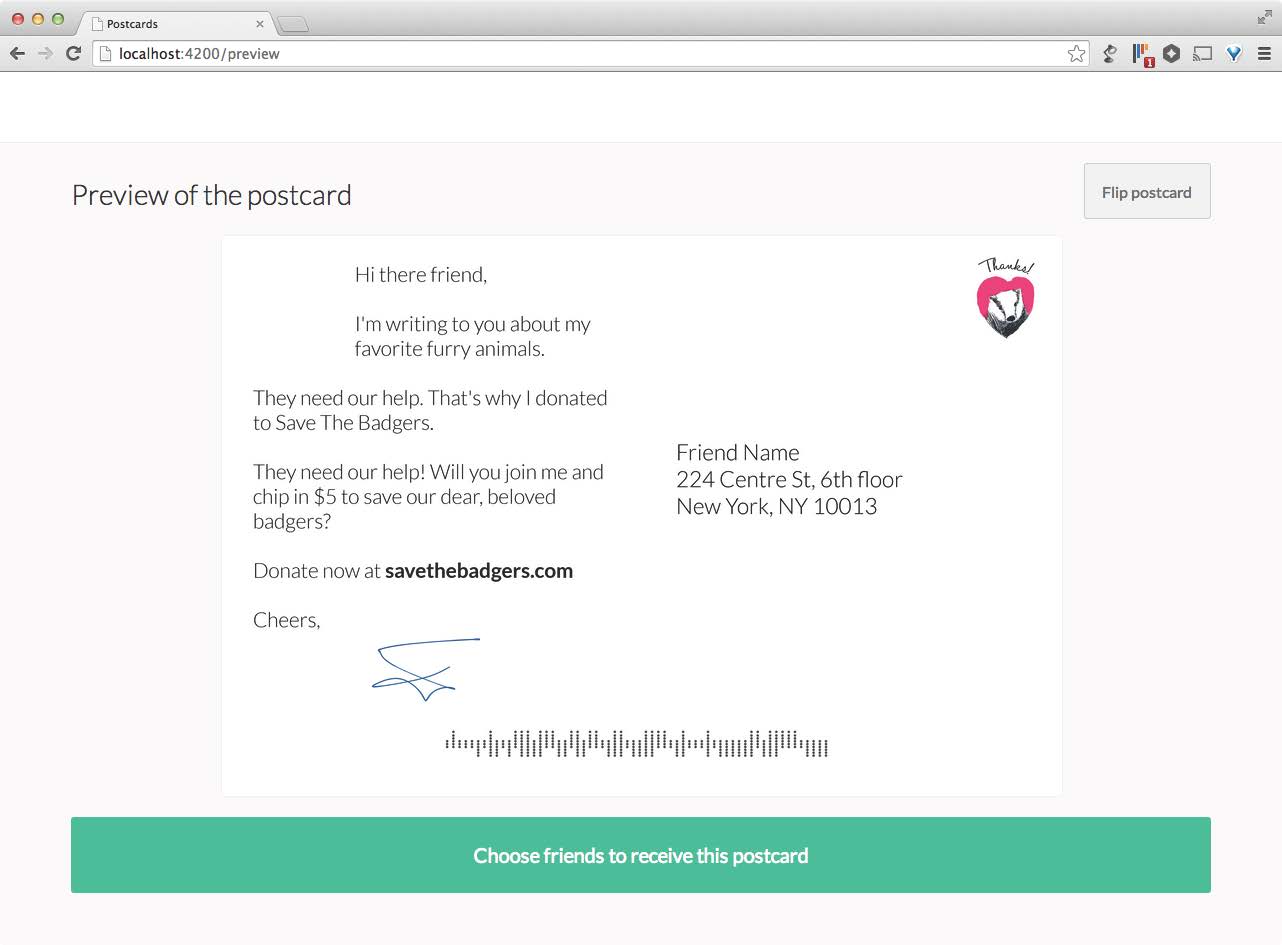 Postcards
localhost:4200/preview
1
Preview of the postcard
Flip postcard
Thanks!
Hi there friend,
I'm writing to you about my
favorite furry animals.
They need our help. That's why I donated
to Save The Badgers.
They need our help! Will you join me and
chip in $5 to save our dear, beloved
badgers?
Donate now at savethebadgers.com
Cheers,
Friend Name
224 Centre St, 6th floor
New York, NY 10013
Choose friends to receive this postcard